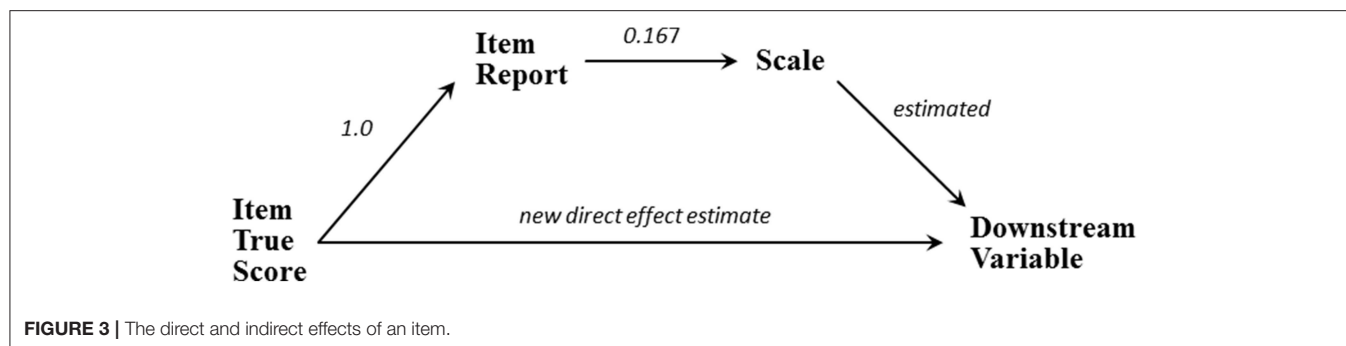 0.167
Item
Report
Scale
estimated
1.0
Item
True
Score
new direct effect estimate
Downstream
Variable
FIGURE 3 | The direct and indirect effects of an item.